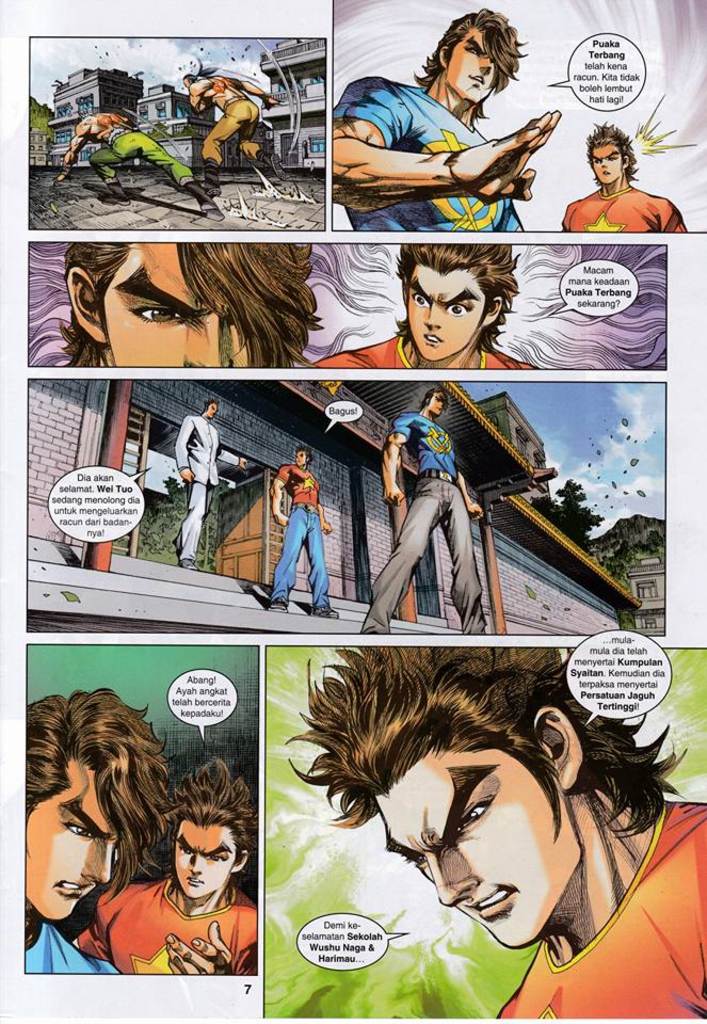 Puaka
Terbang
telah kena
racun. Kita tidak
boleh lembut
hati lagi!
Macam
mana keadaan
Puaka Terbang
sekarang?
Bagus!
Dia akan
selamat. Wei Tuo
sedang menolong dia
untuk mengeluarkan
racun dari badan-
nya!
Abang!
Ayah angkat
telah bercerita
kepadaku!
...mula-
mula dia telah
menyertai Kumpulan
Syaitan. Kemudian dia
terpaksa menyertai
Persatuan Jaguh
Tertinggi!
Demi ke-
selamatan Sekolah
Wushu Naga &
Harimau...
7